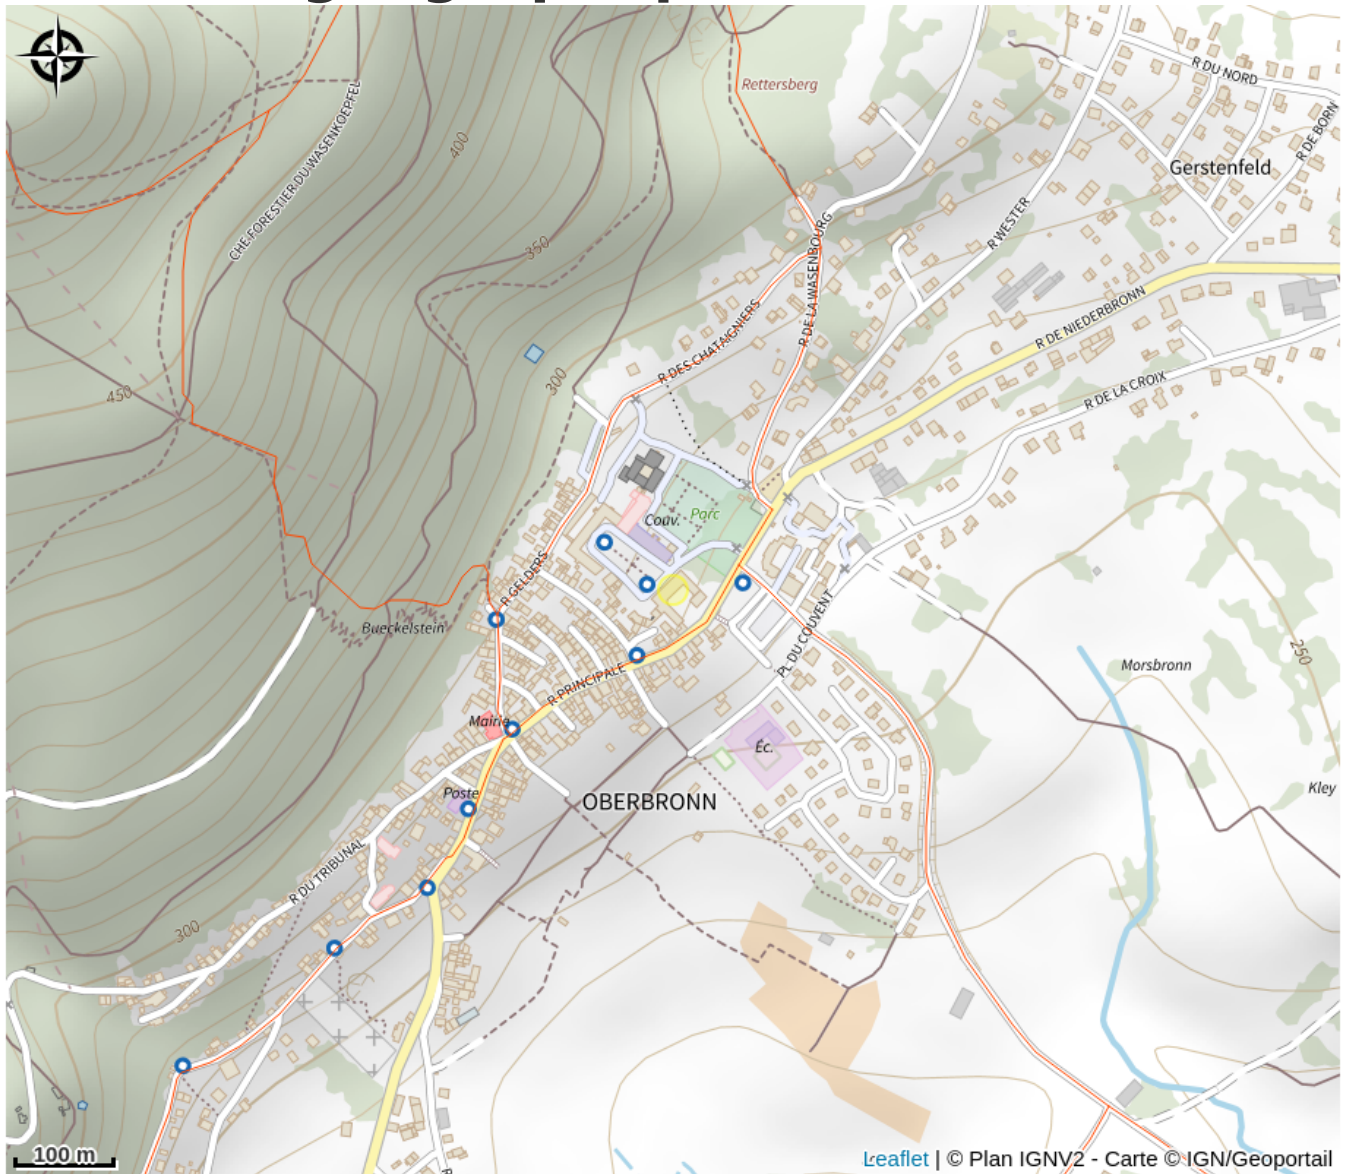 Rettersberg
R DU NORD
R DE BORN
Gerstenfeld
400
CHE FORESTIER DU WASENKOEPFEL
350
R WESTER
R DE LA WASENBOURG
R DES CHATAIGNIERS
R DE NIEDERBRONN
R DE LA CROIX
300
450
Couv.
Parc
R GELDERS
Bueckelstein
PL DU COUVENT
250
Morsbronn
R PRINCIPALE
Mairie
Éc.
Kley
Poste
OBERBRONN
R DU TRIBUNAL
300
100 m
Leaflet | © Plan IGNV2 - Carte © IGN/Geoportail